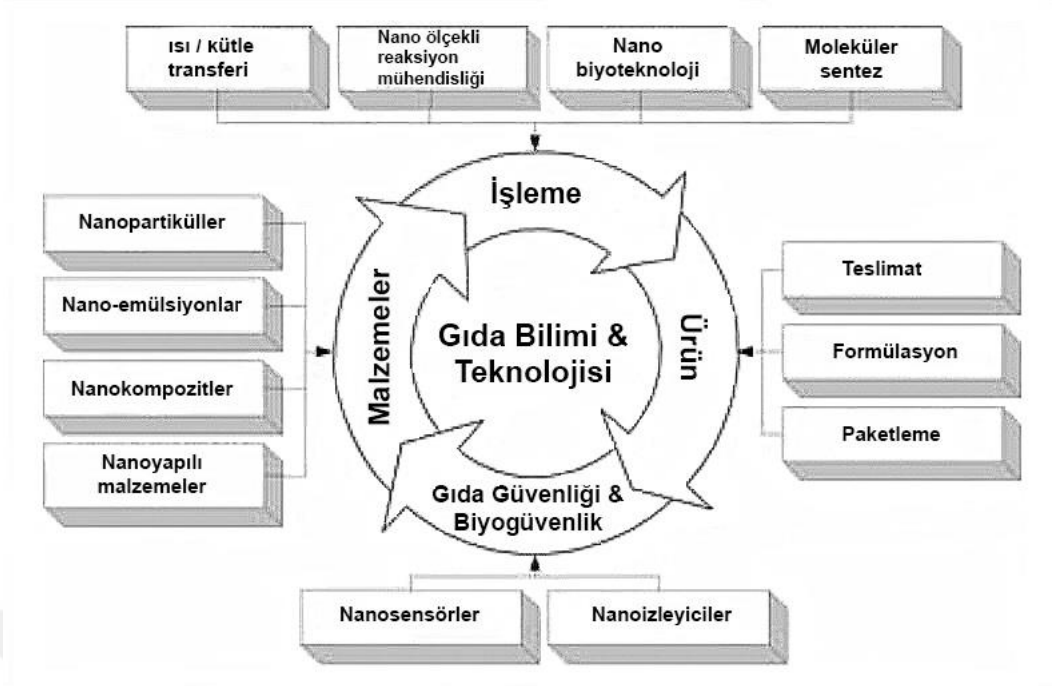 ısı / kütle
transferi
Nano ölçekli
reaksiyon
mühendisliği
Nano
biyoteknoloji
Moleküler
sentez
İşleme
Nanopartiküller
Nano-emülsiyonlar
Nanokompozitler
Nanoyapılı
malzemeler
Malzemeler
Gıda Bilimi &
Teknolojisi
Ürün
Teslimat
Formülasyon
Paketleme
Gıda Güvenliği &
Biyogüvenlik
Nanosensörler
Nanoizleyiciler